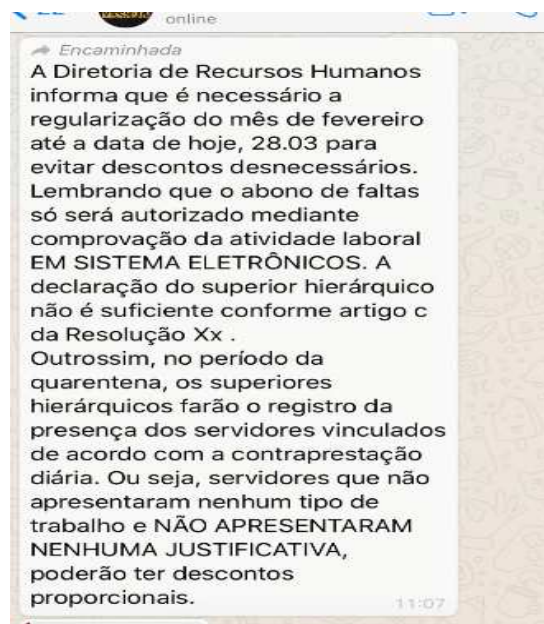 online
Encaminhada
A Diretoria de Recursos Humanos
informa que é necessário a
regularização do mês de fevereiro
até a data de hoje, 28.03 para
evitar descontos desnecessários.
Lembrando que o abono de faltas
só será autorizado mediante
comprovação da atividade laboral
EM SISTEMA ELETRÔNICOS. A
declaração do superior hierárquico
não é suficiente conforme artigo c
da Resolução Xx .
Outrossim, no período da
quarentena, os superiores
hierárquicos farão o registro da
presença dos servidores vinculados
de acordo com a contraprestação
diária. Ou seja, servidores que não
apresentaram nenhum tipo de
trabalho e NÃO APRESENTARAM
NENHUMA JUSTIFICATIVA,
poderão ter descontos
proporcionais.
11:07